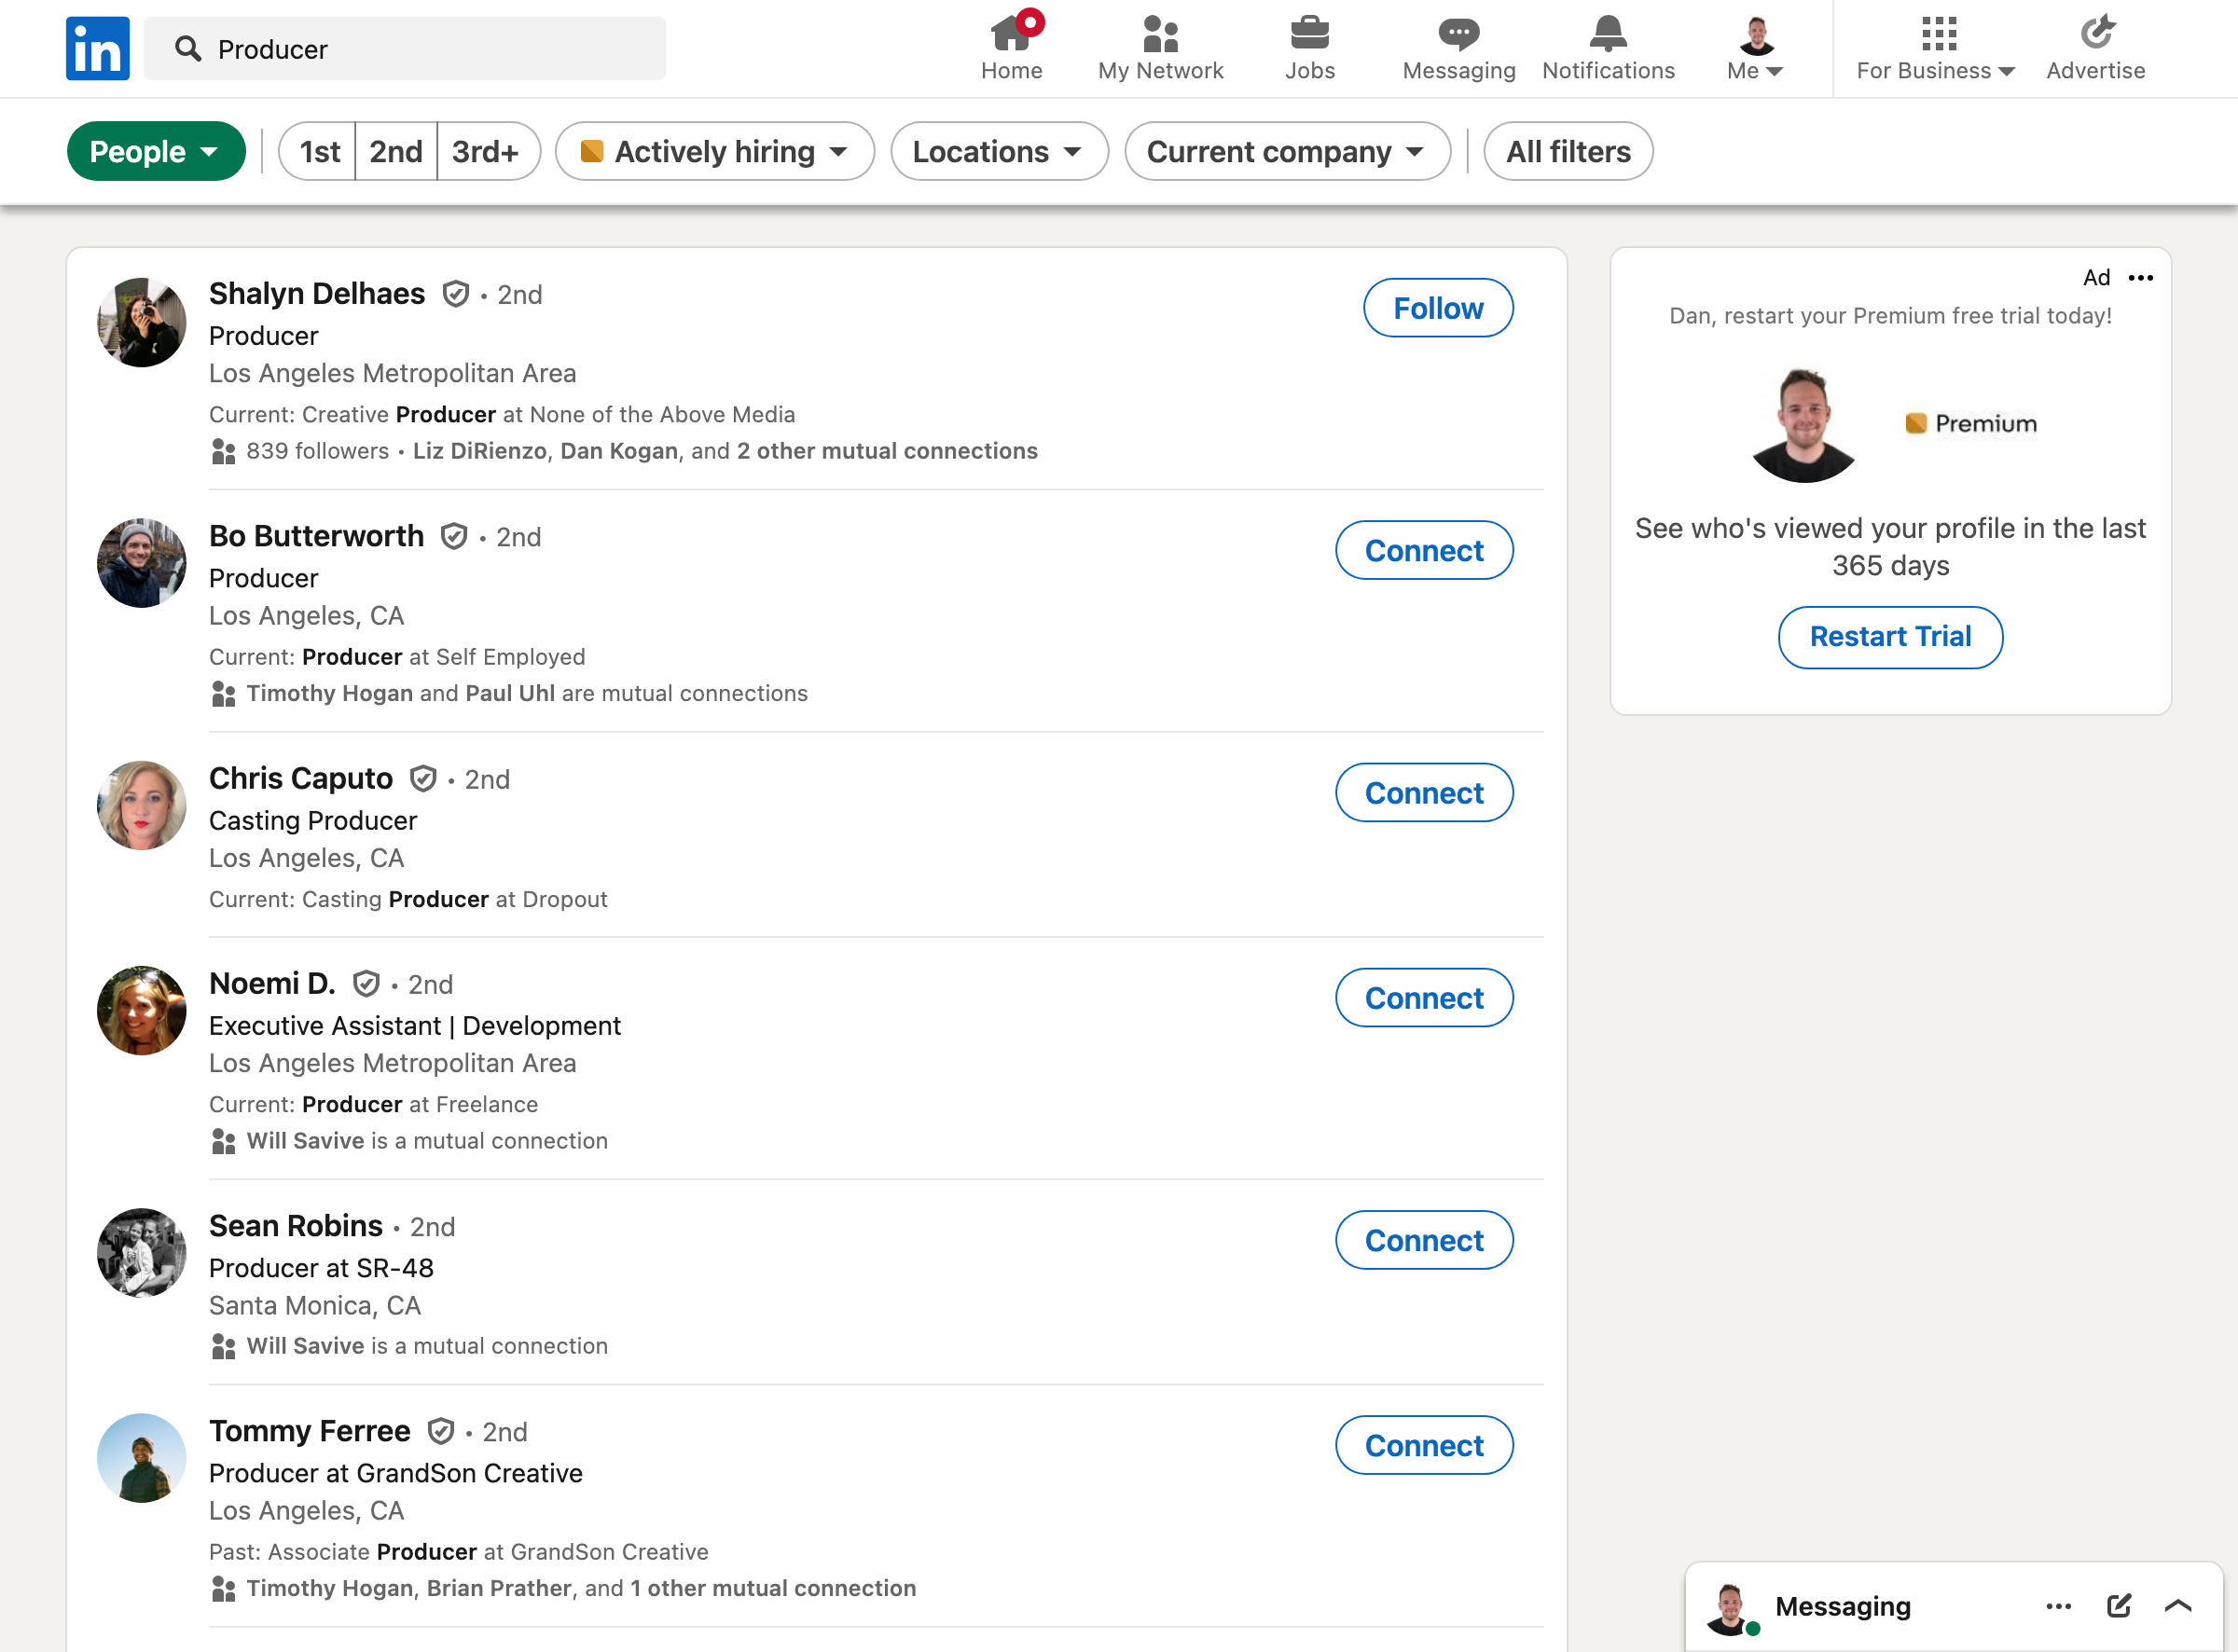 in
Producer
Home
My Network
Jobs
Messaging
Notifications
Me
For Business
Advertise
People
1st
2nd
3rd+
Actively hiring
Locations
Current company
All filters
Shalyn Delhaes • 2nd
Follow
Producer
Los Angeles Metropolitan Area
Current: Creative Producer at None of the Above Media
839 followers • Liz DiRienzo, Dan Kogan, and 2 other mutual connections
Bo Butterworth • 2nd
Connect
Producer
Los Angeles, CA
Current: Producer at Self Employed
Timothy Hogan and Paul Uhl are mutual connections
Chris Caputo • 2nd
Connect
Casting Producer
Los Angeles, CA
Current: Casting Producer at Dropout
Noemi D. • 2nd
Connect
Executive Assistant | Development
Los Angeles Metropolitan Area
Current: Producer at Freelance
Will Savive is a mutual connection
Sean Robins • 2nd
Connect
Producer at SR-48
Santa Monica, CA
Will Savive is a mutual connection
Tommy Ferree • 2nd
Connect
Producer at GrandSon Creative
Los Angeles, CA
Past: Associate Producer at GrandSon Creative
Timothy Hogan, Brian Prather, and 1 other mutual connection
Ad
Dan, restart your Premium free trial today!
Premium
See who's viewed your profile in the last
365 days
Restart Trial
Messaging